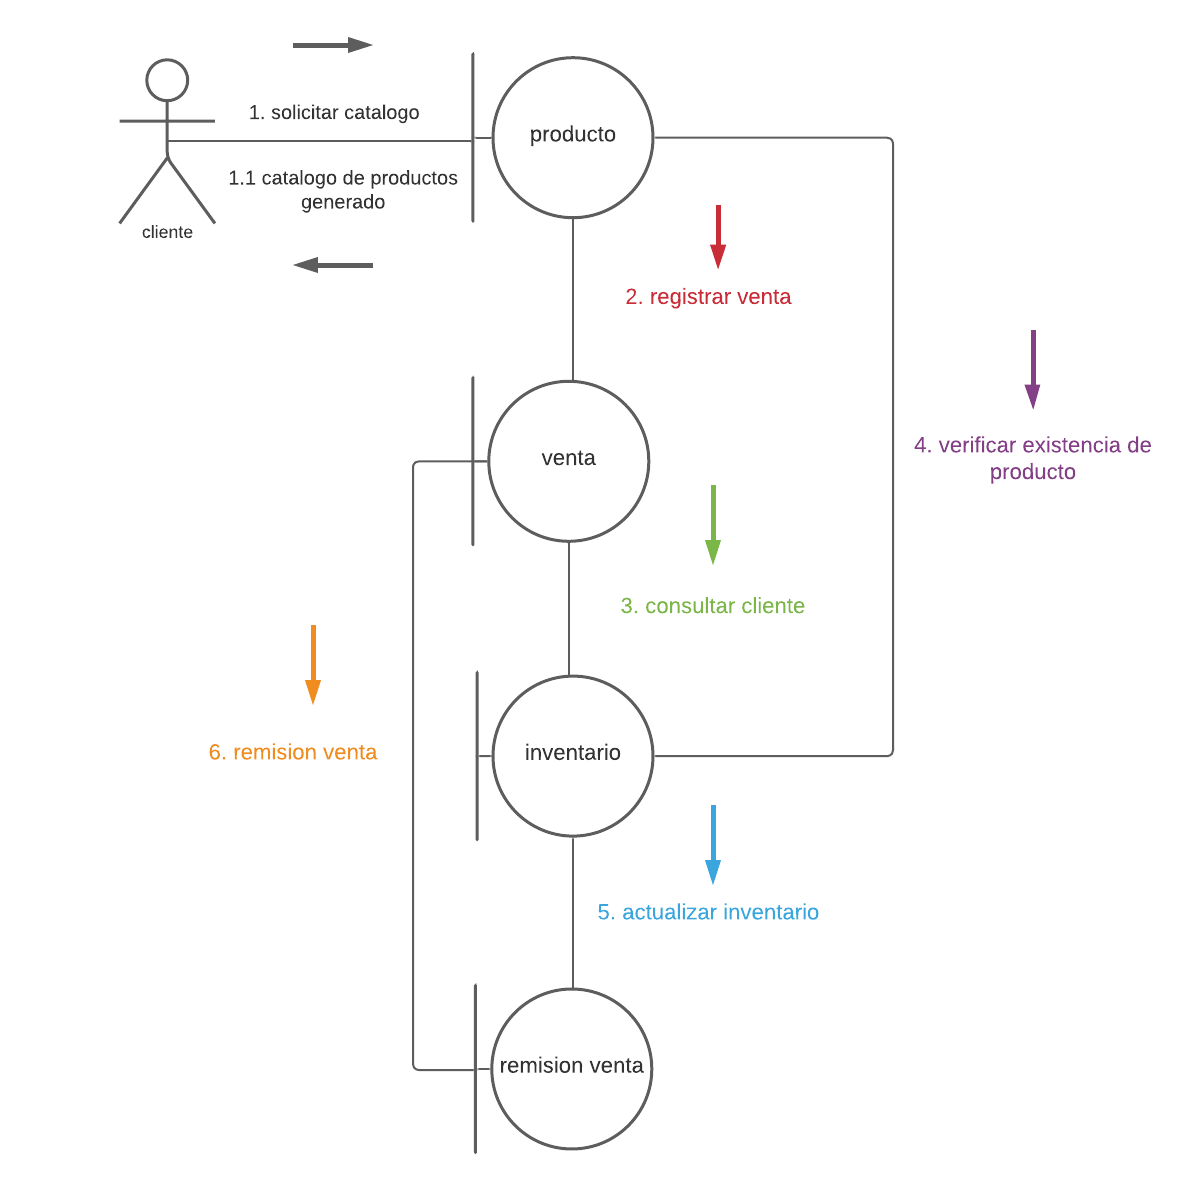 1. solicitar catalogo
producto
1.1 catalogo de productos
generado
cliente
2. registrar venta
4. verificar existencia de
producto
venta
3. consultar cliente
6. remision venta
inventario
5. actualizar inventario
remision venta